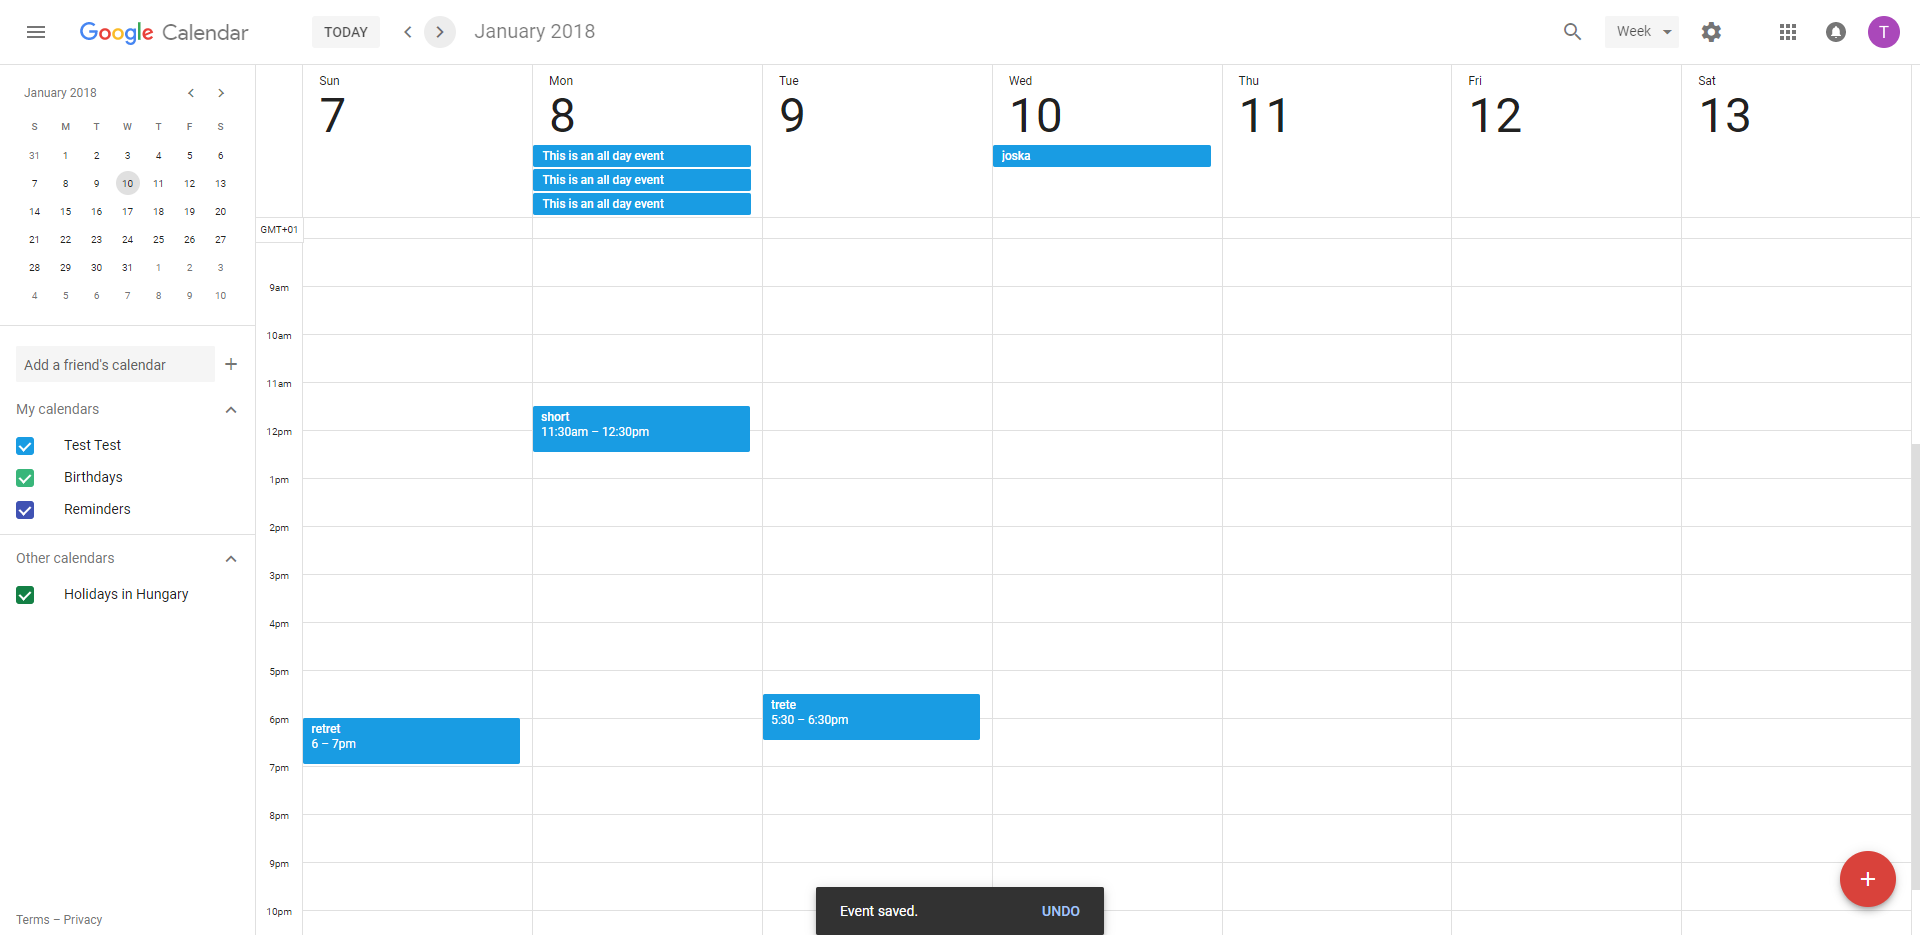 Google Calendar
TODAY
January 2018
Week
T
January 2018
S M T W T F S
31 1 2 3 4 5 6
7 8 9 10 11 12 13
14 15 16 17 18 19 20
21 22 23 24 25 26 27
28 29 30 31 1 2 3
4 5 6 7 8 9 10
Add a friend's calendar
My calendars
Test Test
Birthdays
Reminders
Other calendars
Holidays in Hungary
Terms – Privacy
Sun Mon Tue Wed Thu Fri Sat
7 8 9 10 11 12 13
This is an all day event
This is an all day event
This is an all day event
joska
GMT+01
9am
10am
11am
12pm
1pm
2pm
3pm
4pm
5pm
6pm
7pm
8pm
9pm
10pm
short
11:30am – 12:30pm
retret
6 – 7pm
trete
5:30 – 6:30pm
Event saved. UNDO